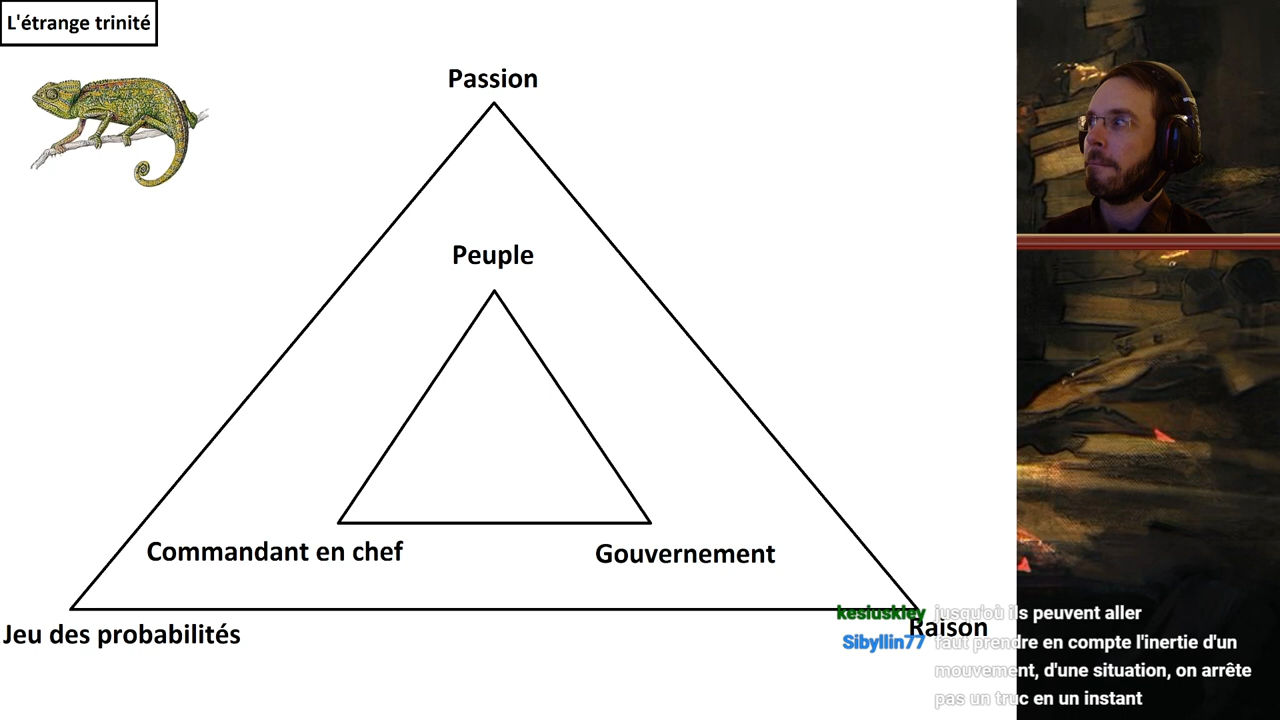 L'étrange trinité
Passion
Peuple
Commandant en chef
Gouvernement
Jeu des probabilités
Raison
kesiuskley jusqu'où ils peuvent aller
Sibyllin77 faut prendre en compte l'inertie d'un
mouvement, d'une situation, on arrête
pas un truc en un instant